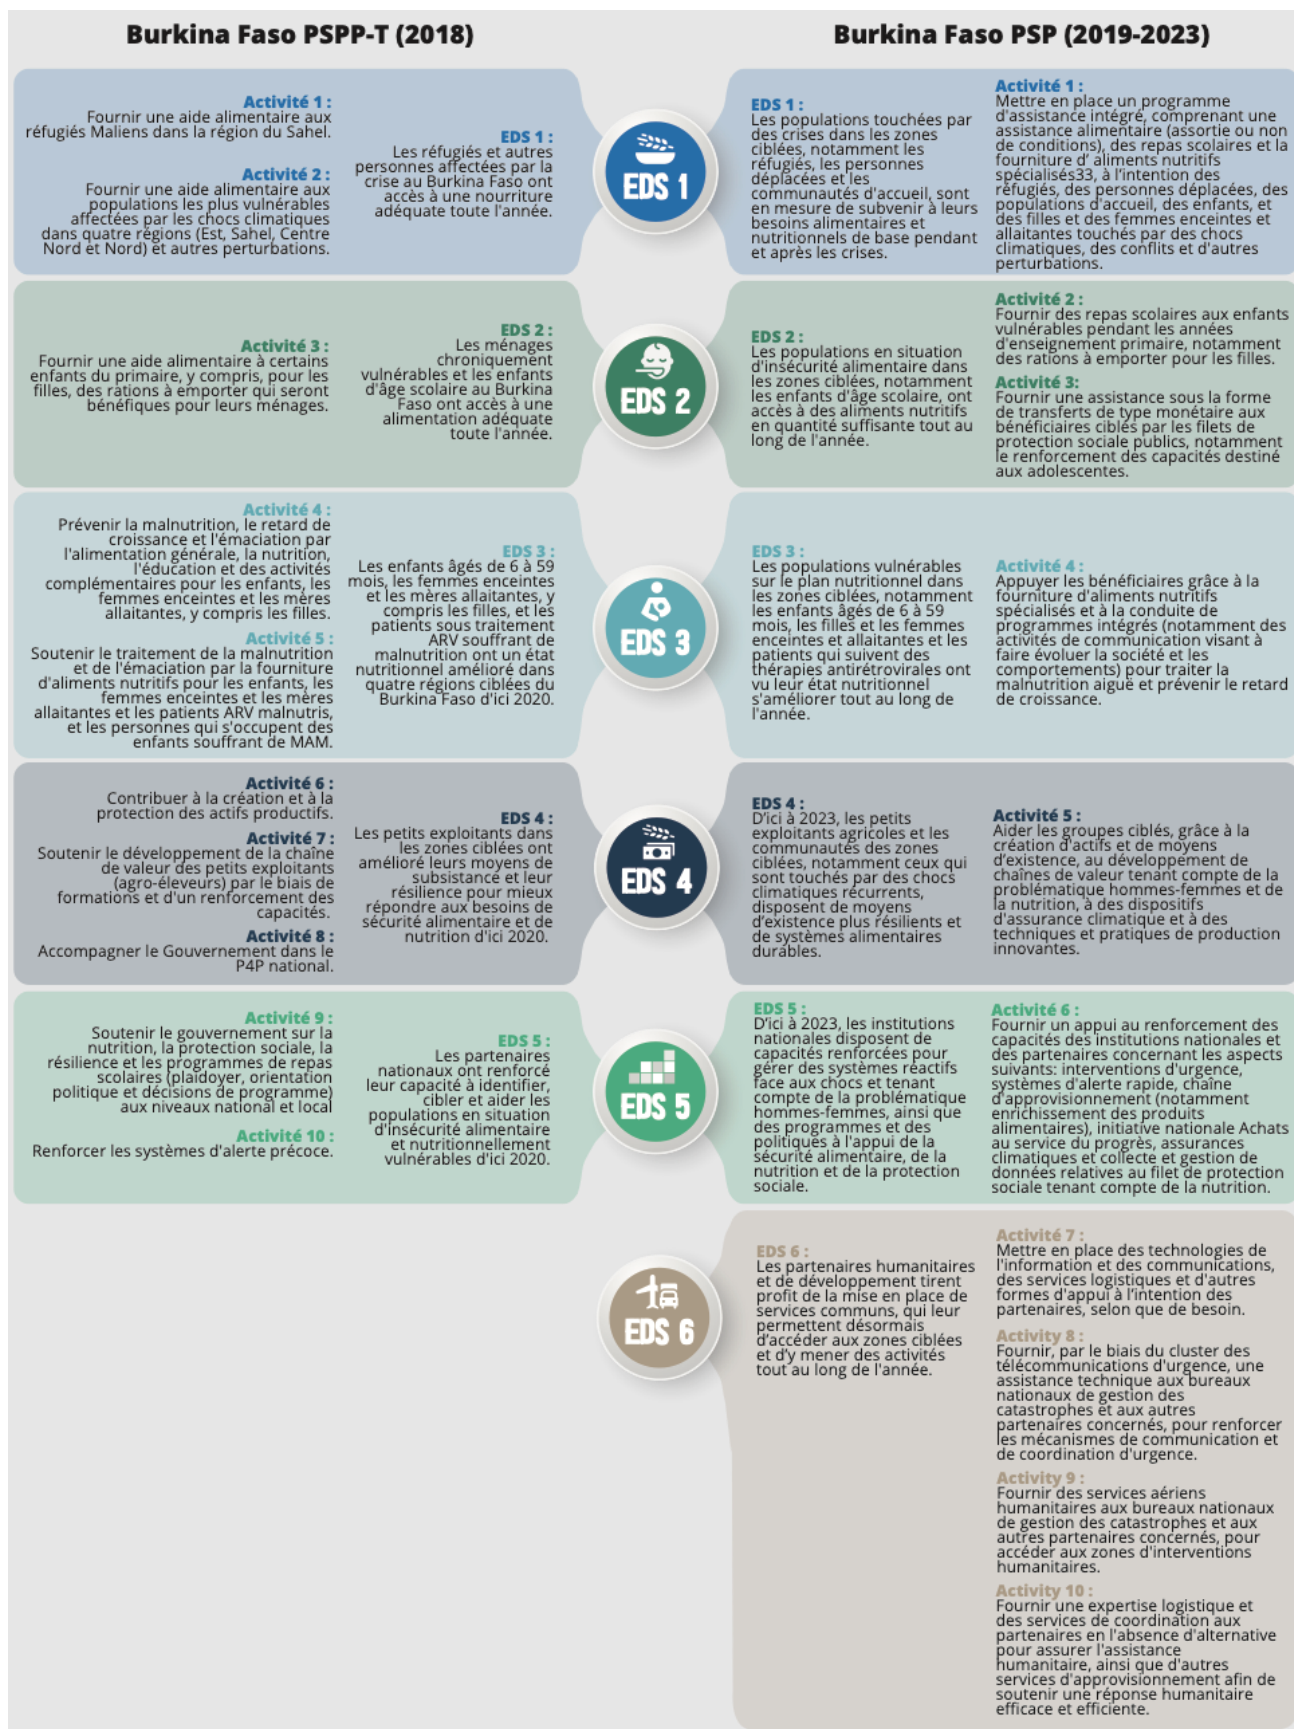 Burkina Faso PSPP-T (2018)
Burkina Faso PSP (2019-2023)
Activité 1 :
Fournir une aide alimentaire aux
réfugiés Maliens dans la région du Sahel.
Activité 2 :
Fournir une aide alimentaire aux
populations les plus vulnérables
affectées par les chocs climatiques
dans quatre régions (Est, Sahel, Centre
Nord et Nord) et autres perturbations.
EDS 1 :
Les réfugiés et autres
personnes affectées par la
crise au Burkina Faso ont
accès à une nourriture
adéquate toute l'année.
EDS 1
EDS 1 :
Les populations touchées par
des crises dans les zones
ciblées, notamment les
réfugiés, les personnes
déplacées et les
communautés d'accueil, sont
en mesure de subvenir à leurs
besoins alimentaires et
nutritionnels de base pendant
et après les crises.
Activité 1 :
Mettre en place un programme
d'assistance intégré, comprenant une
assistance alimentaire (assortie ou non
de conditions), des repas scolaires et la
fourniture d' aliments nutritifs
spécialisés33, à l'intention des
réfugiés, des personnes déplacées, des
populations d'accueil, des enfants, et
des filles et des femmes enceintes et
allaitantes touchés par des chocs
climatiques, des conflits et d'autres
perturbations.
Activité 3 :
Fournir une aide alimentaire à certains
enfants du primaire, y compris, pour les
filles, des rations à emporter qui seront
bénéfiques pour leurs ménages.
EDS 2 :
Les ménages
chroniquement
vulnérables et les enfants
d'âge scolaire au Burkina
Faso ont accès à une
alimentation adéquate
toute l'année.
EDS 2
EDS 2 :
Les populations en situation
d'insécurité alimentaire dans
les zones ciblées, notamment
les enfants d'âge scolaire, ont
accès à des aliments nutritifs
en quantité suffisante tout au
long de l'année.
Activité 2 :
Fournir des repas scolaires aux enfants
vulnérables pendant les années
d'enseignement primaire, notamment
des rations à emporter pour les filles.
Activité 3:
Fournir une assistance sous la forme
de transferts de type monétaire aux
bénéficiaires ciblés par les filets de
protection sociale publics, notamment
le renforcement des capacités destiné
aux adolescentes.
Activité 4 :
Prévenir la malnutrition, le retard de
croissance et l'émaciation par
l'alimentation générale, la nutrition,
l'éducation et des activités
complémentaires pour les enfants, les
femmes enceintes et les mères
allaitantes, y compris les filles.
Activité 5 :
Soutenir le traitement de la malnutrition
et de l'émaciation par la fourniture
d'aliments nutritifs pour les enfants, les
femmes enceintes et les mères
allaitantes et les patients ARV malnutris,
et les personnes qui s'occupent des
enfants souffrant de MAM.
EDS 3 :
Les enfants âgés de 6 à 59
mois, les femmes enceintes
et les mères allaitantes, y
compris les filles, et les
patients sous traitement
ARV souffrant de
malnutrition ont un état
nutritionnel amélioré dans
quatre régions ciblées du
Burkina Faso d'ici 2020.
EDS 3
EDS 3 :
Les populations vulnérables
sur le plan nutritionnel dans
les zones ciblées, notamment
les enfants âgés de 6 à 59
mois, les filles et les femmes
enceintes et allaitantes et les
patients qui suivent des
thérapies antirétrovirales ont
vu leur état nutritionnel
s'améliorer tout au long de
l'année.
Activité 4 :
Appuyer les bénéficiaires grâce à la
fourniture d'aliments nutritifs
spécialisés et à la conduite de
programmes intégrés (notamment des
activités de communication visant à
faire évoluer la société et les
comportements) pour traiter la
malnutrition aiguë et prévenir le retard
de croissance.
Activité 6 :
Contribuer à la création et à la
protection des actifs productifs.
Activité 7 :
Soutenir le développement de la chaîne
de valeur des petits exploitants
(agro-éleveurs) par le biais de
formations et d'un renforcement des
capacités.
Activité 8 :
Accompagner le Gouvernement dans le
P4P national.
EDS 4 :
Les petits exploitants dans
les zones ciblées ont
amélioré leurs moyens de
subsistance et leur
résilience pour mieux
répondre aux besoins de
sécurité alimentaire et de
nutrition d'ici 2020.
EDS 4
EDS 4 :
D'ici à 2023, les petits
exploitants agricoles et les
communautés des zones
ciblées, notamment ceux qui
sont touchés par des chocs
climatiques récurrents,
disposent de moyens
d'existence plus résilients et
de systèmes alimentaires
durables.
Activité 5 :
Aider les groupes ciblés, grâce à la
création d'actifs et de moyens
d'existence, au développement de
chaînes de valeur tenant compte de la
problématique hommes-femmes et de
la nutrition, à des dispositifs
d'assurance climatique et à des
techniques et pratiques de production
innovantes.
Activité 9 :
Soutenir le gouvernement sur la
nutrition, la protection sociale, la
résilience et les programmes de repas
scolaires (plaidoyer, orientation
politique et décisions de programme)
aux niveaux national et local
Activité 10 :
Renforcer les systèmes d'alerte précoce.
EDS 5 :
Les partenaires
nationaux ont renforcé
leur capacité à identifier,
cibler et aider les
populations en situation
d'insécurité alimentaire
et nutritionnellement
vulnérables d'ici 2020.
EDS 5
EDS 5 :
D'ici à 2023, les institutions
nationales disposent de
capacités renforcées pour
gérer des systèmes réactifs
face aux chocs et tenant
compte de la problématique
hommes-femmes, ainsi que
des programmes et des
politiques à l'appui de la
sécurité alimentaire, de la
nutrition et de la protection
sociale.
Activité 6 :
Fournir un appui au renforcement des
capacités des institutions nationales et
des partenaires concernant les aspects
suivants: interventions d'urgence,
systèmes d'alerte rapide, chaîne
d'approvisionnement (notamment
enrichissement des produits
alimentaires), initiative nationale Achats
au service du progrès, assurances
climatiques et collecte et gestion de
données relatives au filet de protection
sociale tenant compte de la nutrition.
EDS 6
EDS 6 :
Les partenaires humanitaires
et de développement tirent
profit de la mise en place de
services communs, qui leur
permettent désormais
d'accéder aux zones ciblées
et d'y mener des activités
tout au long de l'année.
Activité 7 :
Mettre en place des technologies de
l'information et des communications,
des services logistiques et d'autres
formes d'appui à l'intention des
partenaires, selon que de besoin.
Activity 8 :
Fournir, par le biais du cluster des
télécommunications d'urgence, une
assistance technique aux bureaux
nationaux de gestion des
catastrophes et aux autres
partenaires concernés, pour renforcer
les mécanismes de communication et
de coordination d'urgence.
Activity 9 :
Fournir des services aériens
humanitaires aux bureaux nationaux
de gestion des catastrophes et aux
autres partenaires concernés, pour
accéder aux zones d'interventions
humanitaires.
Activity 10 :
Fournir une expertise logistique et
des services de coordination aux
partenaires en l'absence d'alternative
pour assurer l'assistance
humanitaire, ainsi que d'autres
services d'approvisionnement afin de
soutenir une réponse humanitaire
efficace et efficiente.